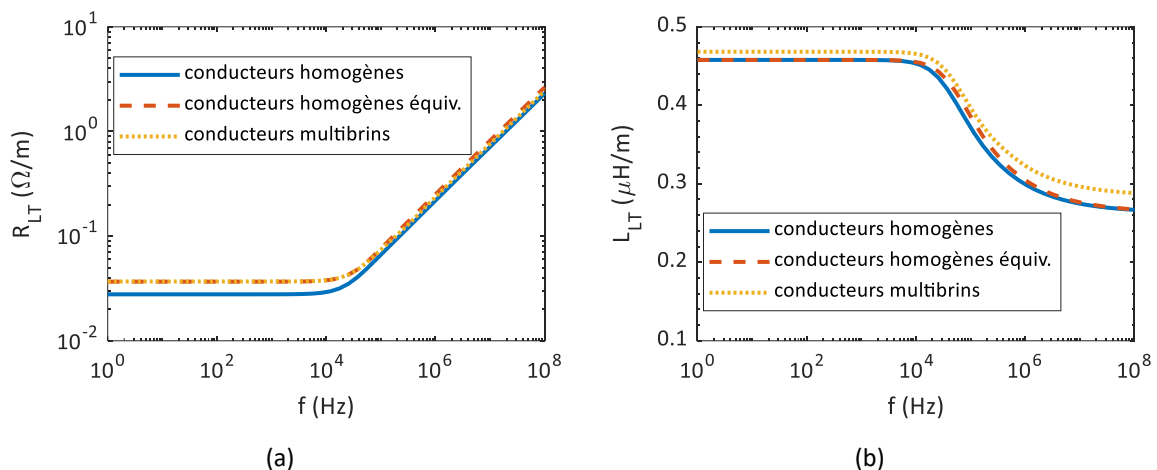 10^1
10^0
10^-1
10^-2
R_LT (Ω/m)
conducteurs homogènes
conducteurs homogènes équiv.
conducteurs multibrins
10^0 10^2 10^4 10^6 10^8
f (Hz)
(a)
0.5
0.4
0.3
0.2
0.1
L_LT (μH/m)
conducteurs homogènes
conducteurs homogènes équiv.
conducteurs multibrins
10^0 10^2 10^4 10^6 10^8
f (Hz)
(b)